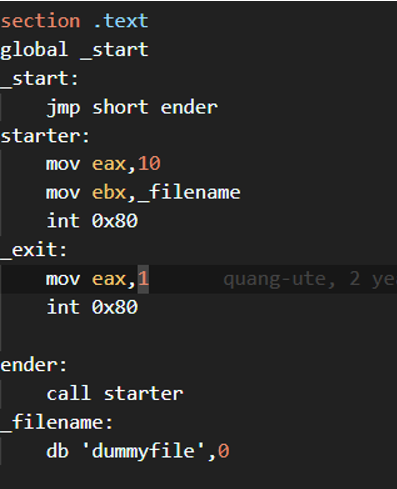 section .text
global _start
_start:
    jmp short ender
starter:
    mov eax,10
    mov ebx,_filename
    int 0x80
_exit:
    mov eax,1        quang-ute, 2 ye
    int 0x80
ender:
    call starter
_filename:
    db 'dummyfile',0